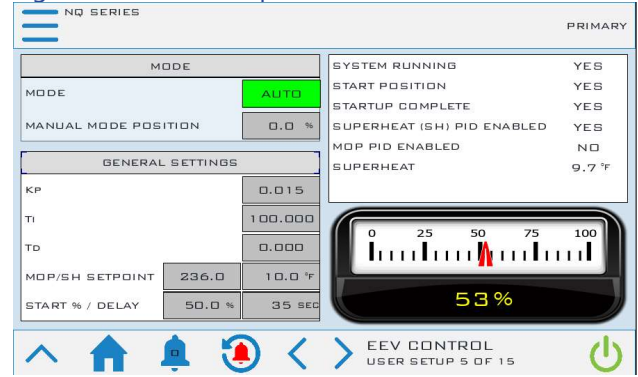 NQ SERIES
PRIMARY
MODE
MODE AUTO
MANUAL MODE POSITION 0.0 %
GENERAL SETTINGS
KP 0.015
TI 100.000
TD 0.000
MOP/SH SETPOINT 236.0 10.0 °F
START % / DELAY 50.0 % 35 SEC
SYSTEM RUNNING YES
START POSITION YES
STARTUP COMPLETE YES
SUPERHEAT (SH) PID ENABLED YES
MOP PID ENABLED NO
SUPERHEAT 9.7 °F
0 25 50 75 100
53%
0
EEV CONTROL
USER SETUP 5 OF 15